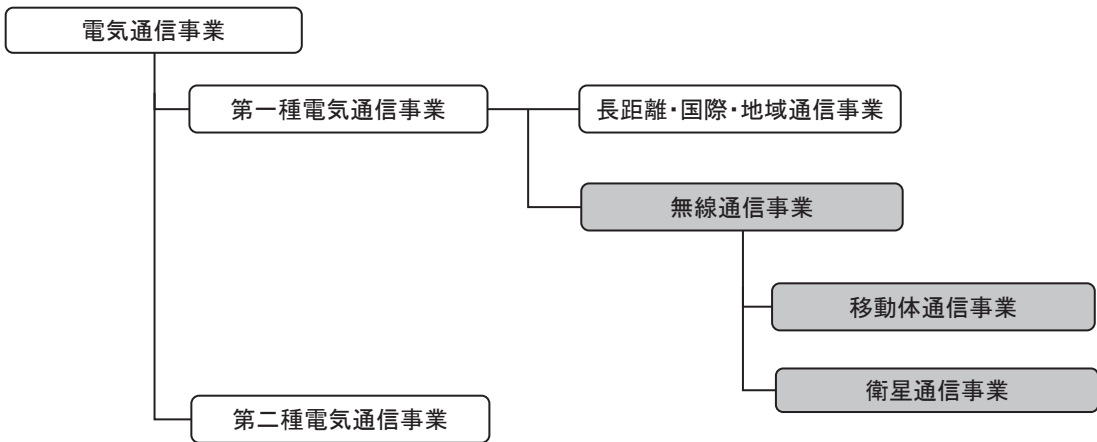 電気通信事業
第一種電気通信事業
長距離・国際・地域通信事業
無線通信事業
移動体通信事業
衛星通信事業
第二種電気通信事業